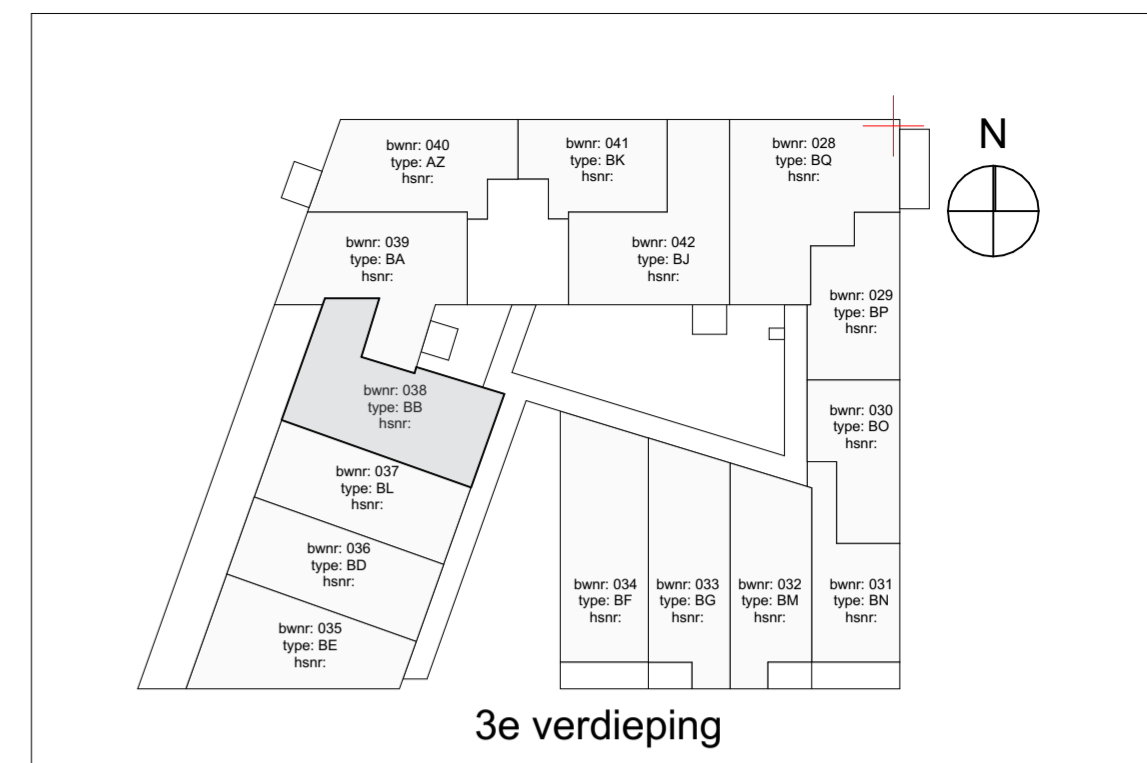 bwnr: 040
type: AZ
hsnr:
bwnr: 041
type: BK
hsnr:
bwnr: 028
type: BQ
hsnr:
N
bwnr: 039
type: BA
hsnr:
bwnr: 042
type: BJ
hsnr:
bwnr: 029
type: BP
hsnr:
bwnr: 038
type: BB
hsnr:
bwnr: 030
type: BO
hsnr:
bwnr: 037
type: BL
hsnr:
bwnr: 036
type: BD
hsnr:
bwnr: 035
type: BE
hsnr:
bwnr: 034
type: BF
hsnr:
bwnr: 033
type: BG
hsnr:
bwnr: 032
type: BM
hsnr:
bwnr: 031
type: BN
hsnr:
3e verdieping